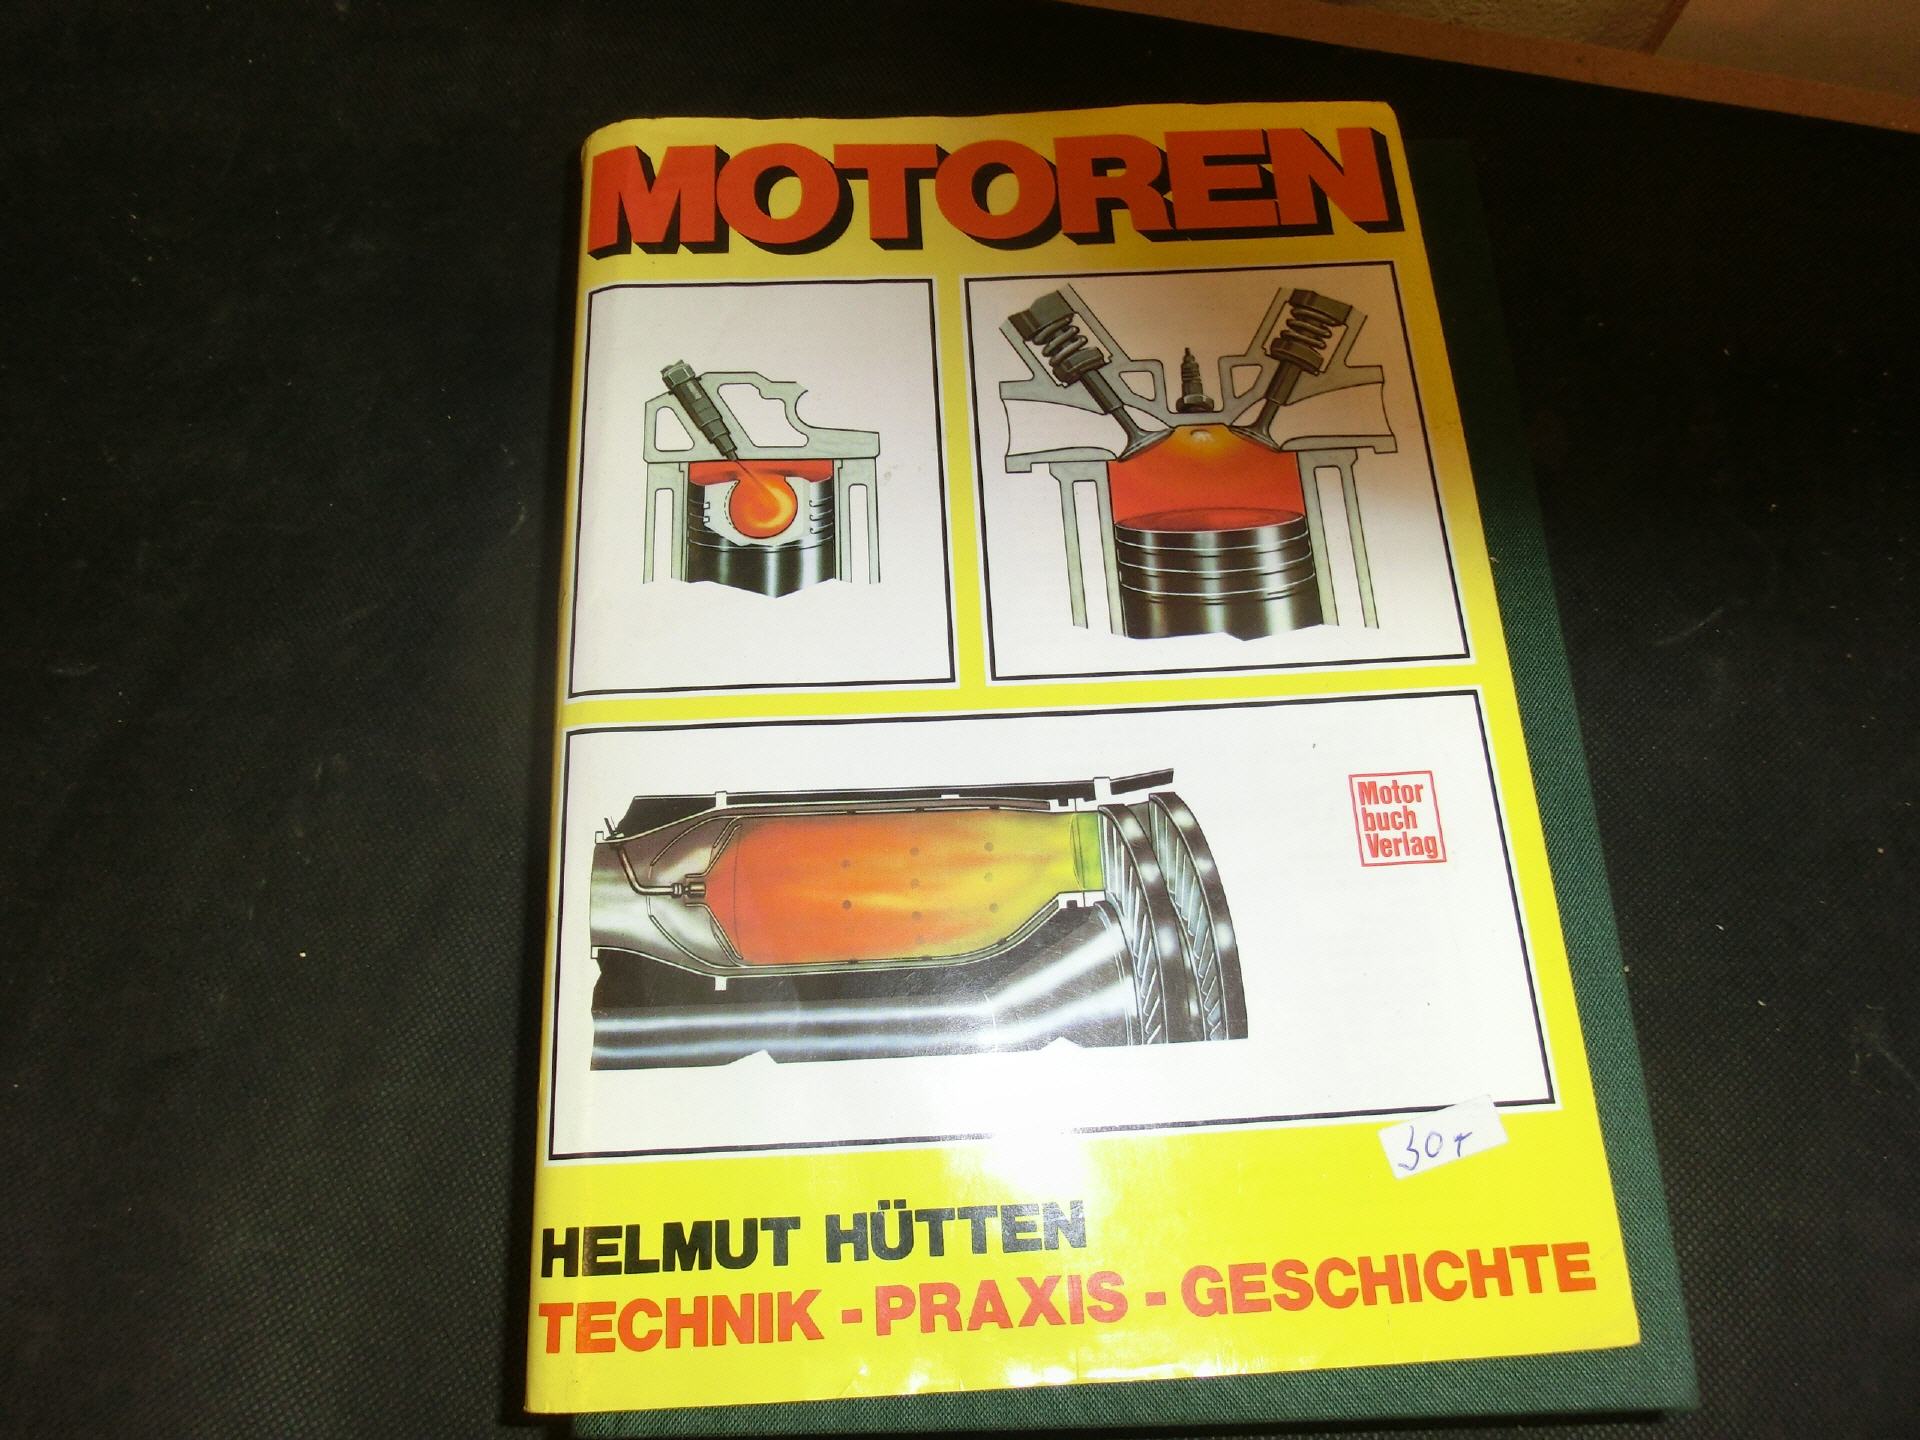 MOTOREN
Motor
buch
Verlag
30,-
HELMUT HÜTTEN
TECHNIK - PRAXIS - GESCHICHTE